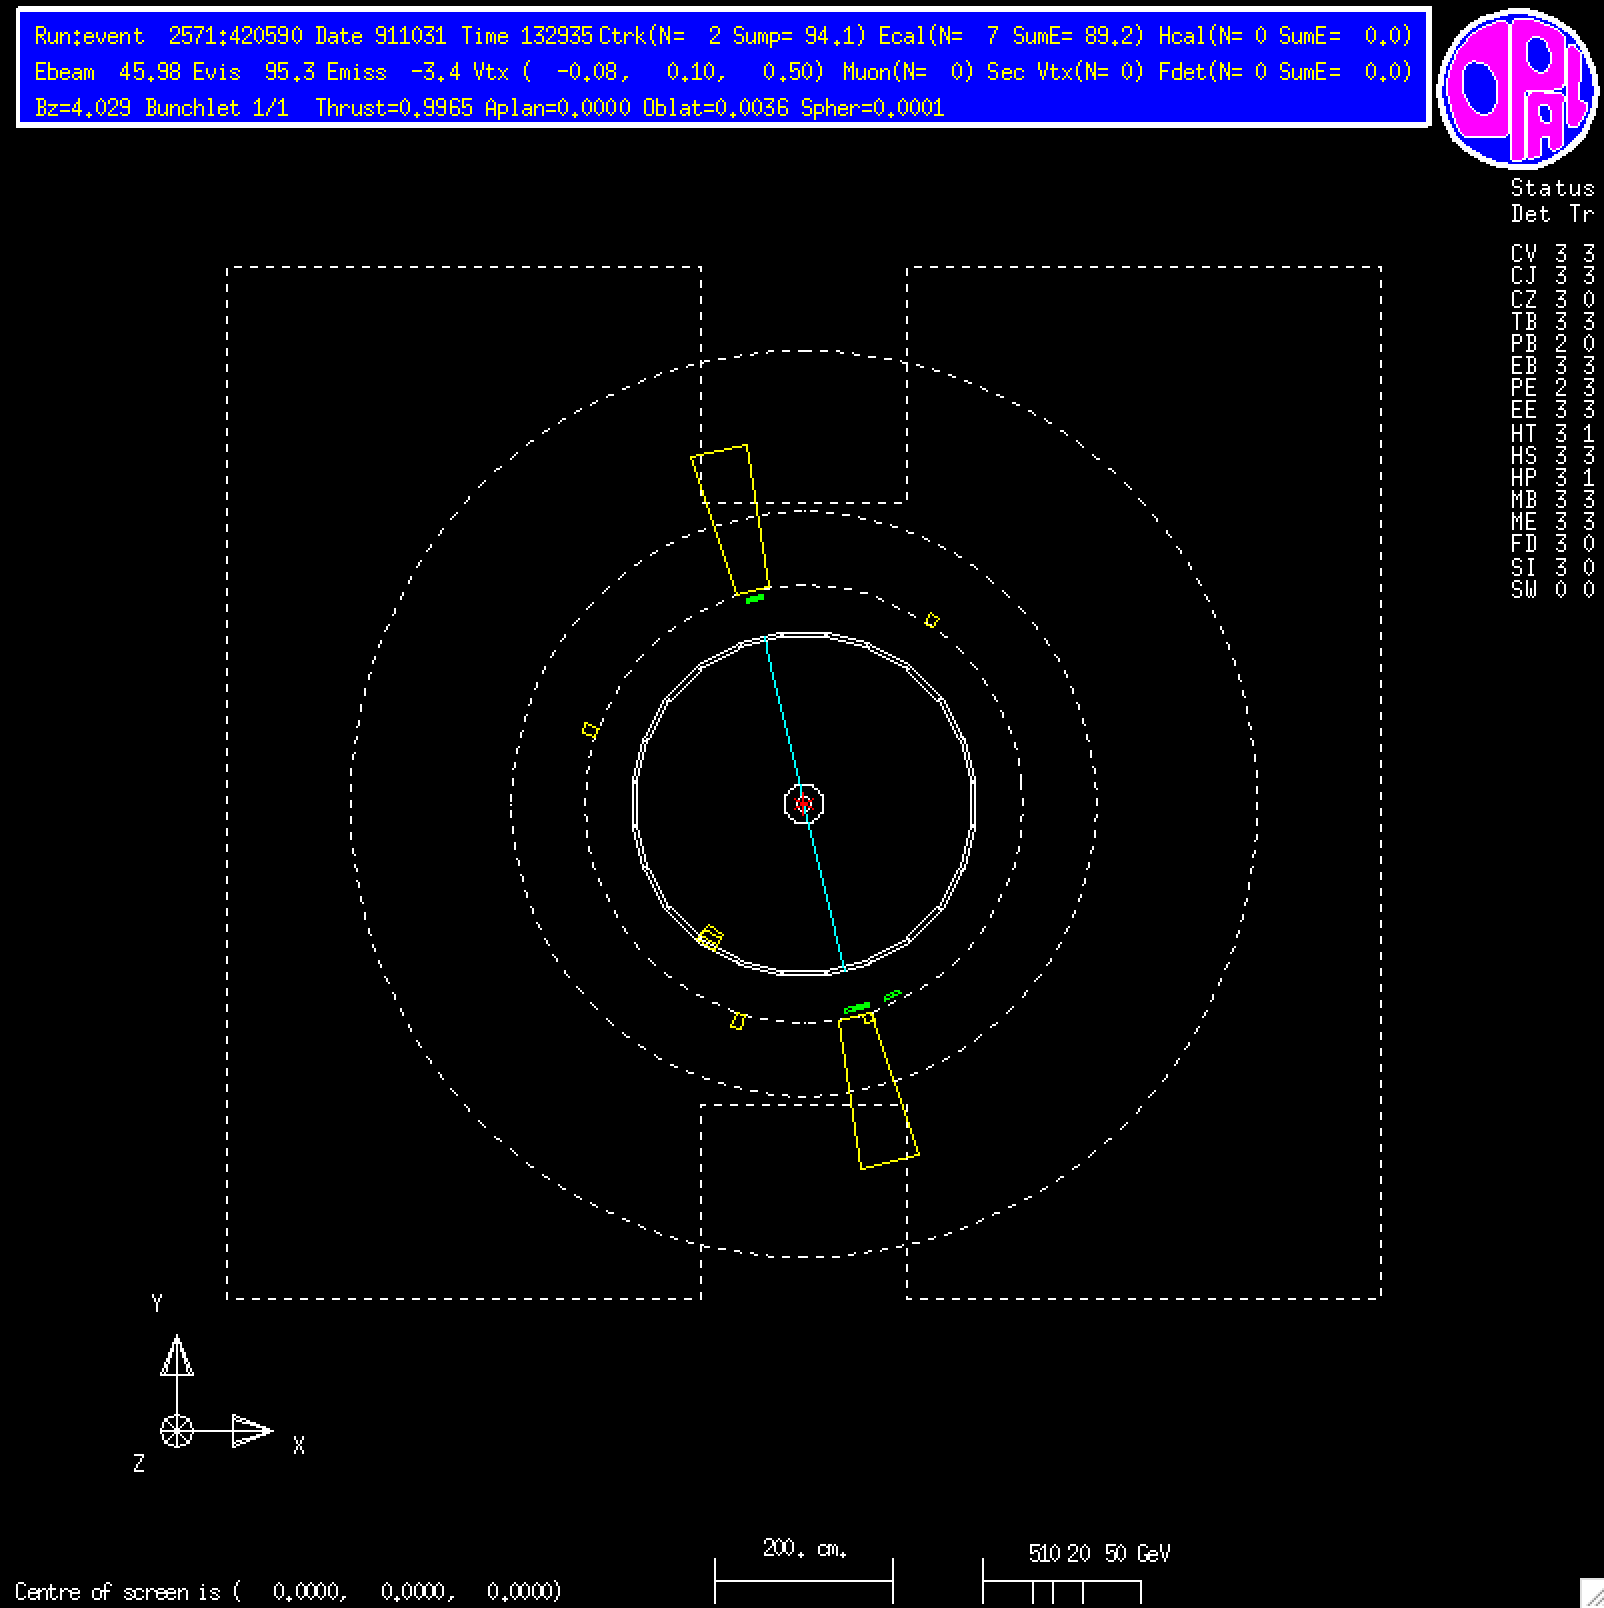 Run:event 2571:420590 Date 911031 Time 132935 Ctrk(N= 2 Sump= 94.1) Ecal(N= 7 SumE= 89.2) Hcal(N= 0 SumE= 0.0)
Ebeam 45.98 Evis 95.3 Emiss -3.4 Vtx ( -0.08, 0.10, 0.50) Muon(N= 0) Sec Vtx(N= 0) Fdet(N= 0 SumE= 0.0)
Bz=4.029 Bunchlet 1/1 Thrust=0.9965 Aplan=0.0000 Oblat=0.0036 Spher=0.0001
OPAL
Status
Det Tr
CV 3 3
CJ 3 3
CZ 3 0
TB 3 3
PB 2 0
EB 3 3
PE 2 3
EE 3 3
HT 3 1
HS 3 3
HP 3 1
MB 3 3
ME 3 3
FD 3 0
SI 3 0
SW 0 0
Y
X
Z
200. cm.
510 20 50 GeV
Centre of screen is ( 0.0000, 0.0000, 0.0000)